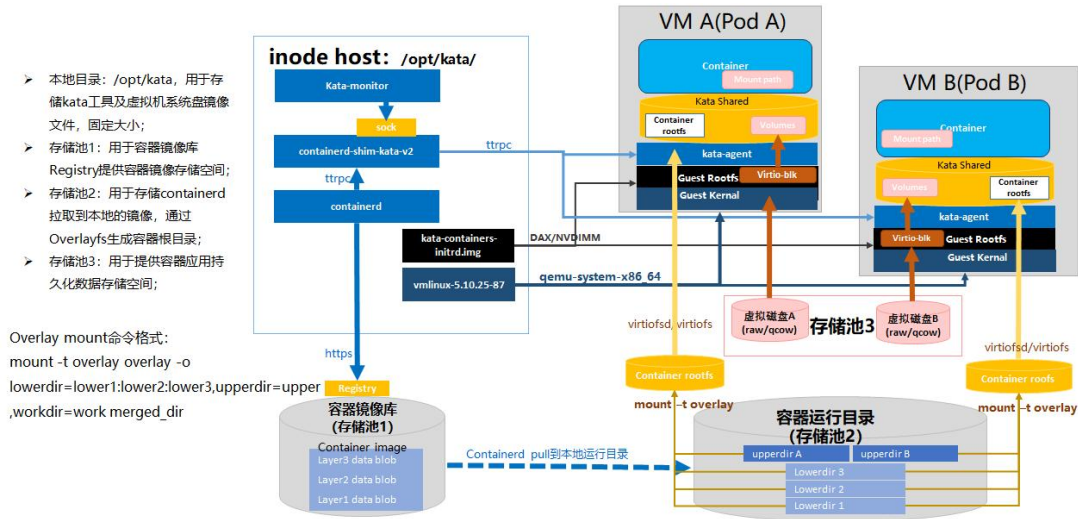 ➢ 本地目录：/opt/kata，用于存
储kata工具及虚拟机系统盘镜像
文件，固定大小；
➢ 存储池1：用于容器镜像库
Registry提供容器镜像存储空间；
➢ 存储池2：用于存储containerd
拉取到本地的镜像，通过
Overlayfs生成容器根目录；
➢ 存储池3：用于提供容器应用持
久化数据存储空间；
Overlay mount命令格式：
mount -t overlay overlay -o
lowerdir=lower1:lower2:lower3,upperdir=upper
,workdir=work merged_dir
inode host: /opt/kata/
Kata-monitor
sock
containerd-shim-kata-v2
ttrpc
ttrpc
containerd
kata-containers-
initrd.img
DAX/NVDIMM
vmlinux-5.10.25-87
qemu-system-x86_64
https
VM A(Pod A)
Container
Mount path
Kata Shared
Container
rootfs
Volumes
kata-agent
Guest Rootfs
Virtio-blk
Guest Kernal
VM B(Pod B)
Container
Mount path
Kata Shared
Volumes
Container
rootfs
kata-agent
Virtio-blk
Guest Rootfs
Guest Kernal
虚拟磁盘A
(raw/qcow)
存储池3
虚拟磁盘B
(raw/qcow)
virtiofsd/virtiofs
virtiofsd/virtiofs
Container rootfs
Container roofs
mount –t overlay
mount –t overlay
Registry
容器镜像库
(存储池1)
Container image
Layer3 data blob
Layer2 data blob
Layer1 data blob
Containerd pull到本地运行目录
容器运行目录
(存储池2)
upperdir A
upperdir B
Lowerdir 3
Lowerdir 2
Lowerdir 1